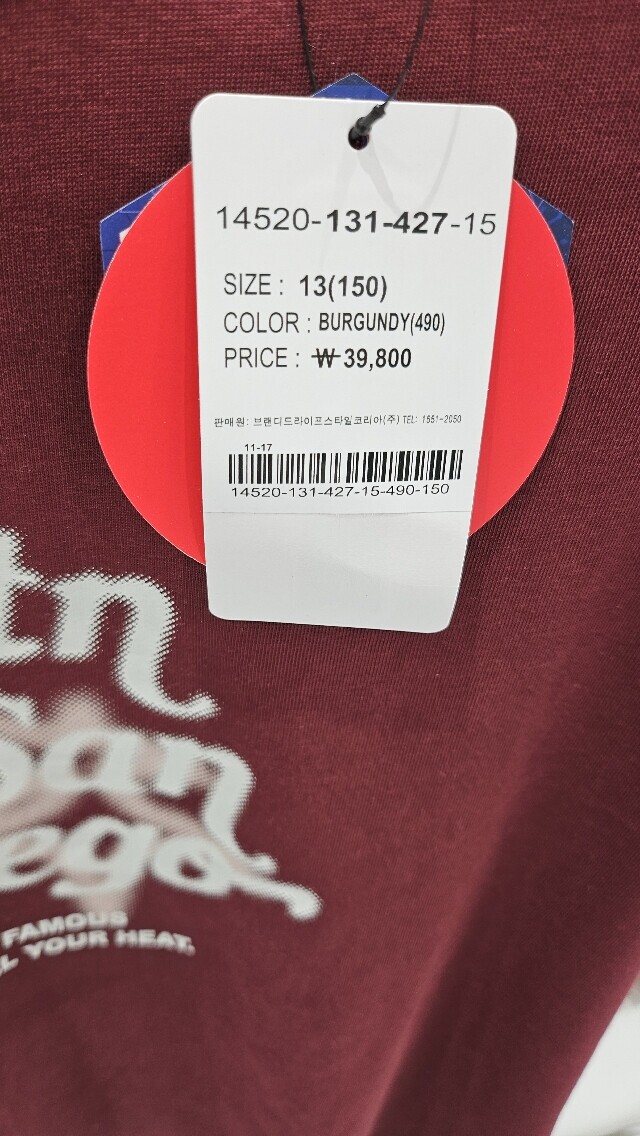 14520-131-427-15
SIZE : 13(150)
COLOR : BURGUNDY(490)
PRICE : ₩ 39,800
판매원: 브랜디드라이프스타일코리아(주) TEL: 1551-2050
11-17
14520-131-427-15-490-150
San
FAMOUS
YOUR HEAT.